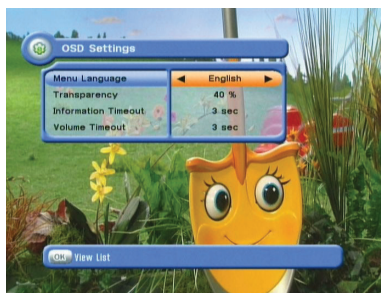 OSD Settings
Menu Language English
Transparency 40 %
Information Timeout 3 sec
Volume Timeout 3 sec
OK View List